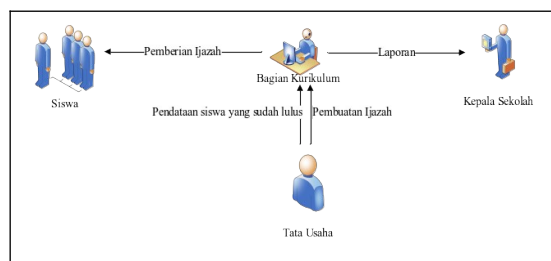 Pemberian Ijazah
Laporan
Bagian Kurikulum
Siswa
Kepala Sekolah
Pendataan siswa yang sudah lulus
Pembuatan Ijazah
Tata Usaha